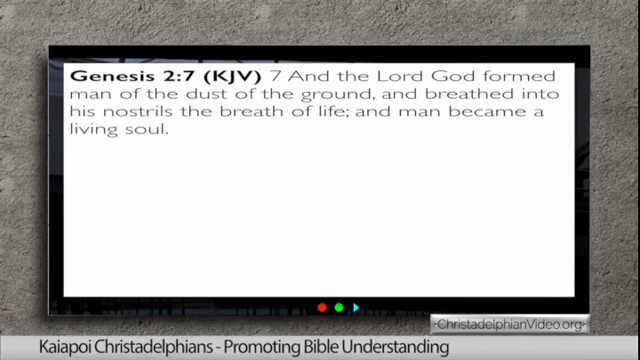 Genesis 2:7 (KJV) 7 And the Lord God formed
man of the dust of the ground, and breathed into
his nostrils the breath of life; and man became a
living soul.
ChristadelphianVideo.org
Kaiapoi Christadelphians - Promoting Bible Understanding